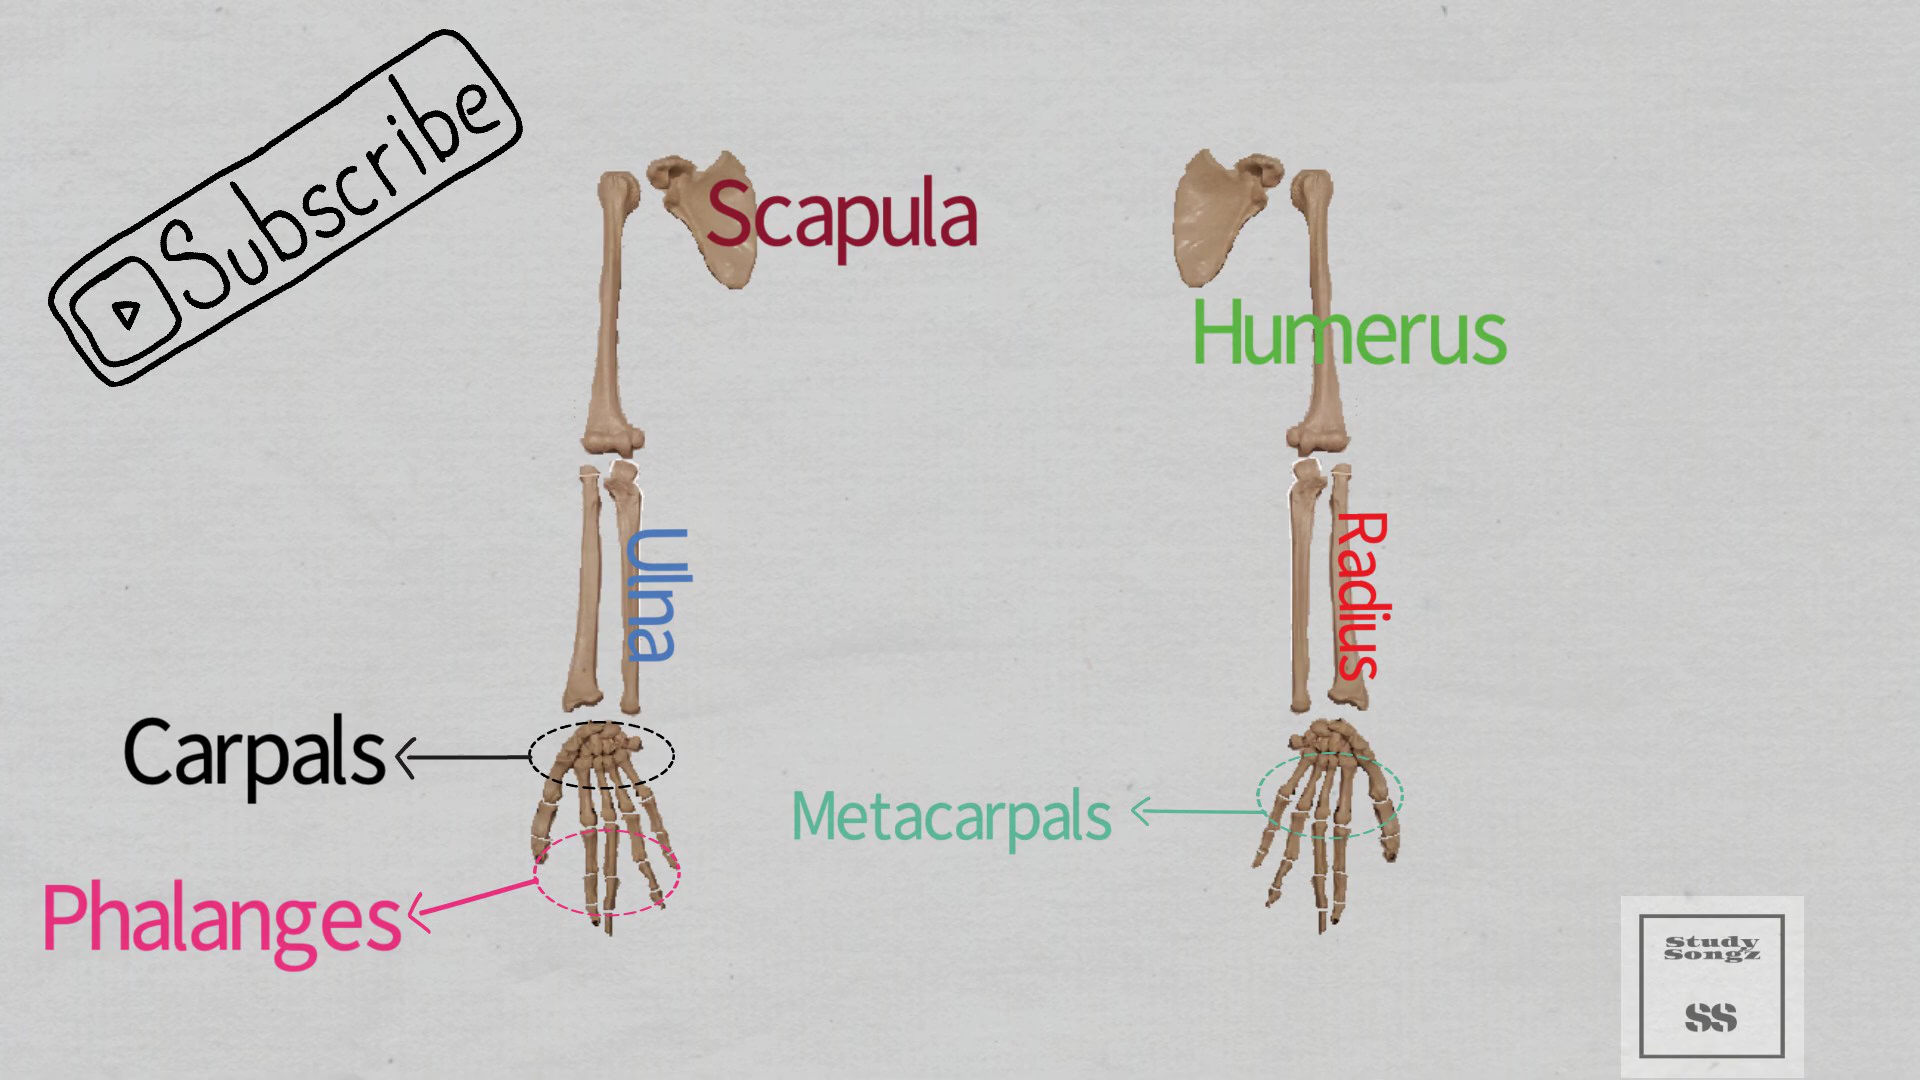 Subscribe
Scapula
Humerus
Ulna
Radius
Carpals
Metacarpals
Phalanges
Study
Songz
SS